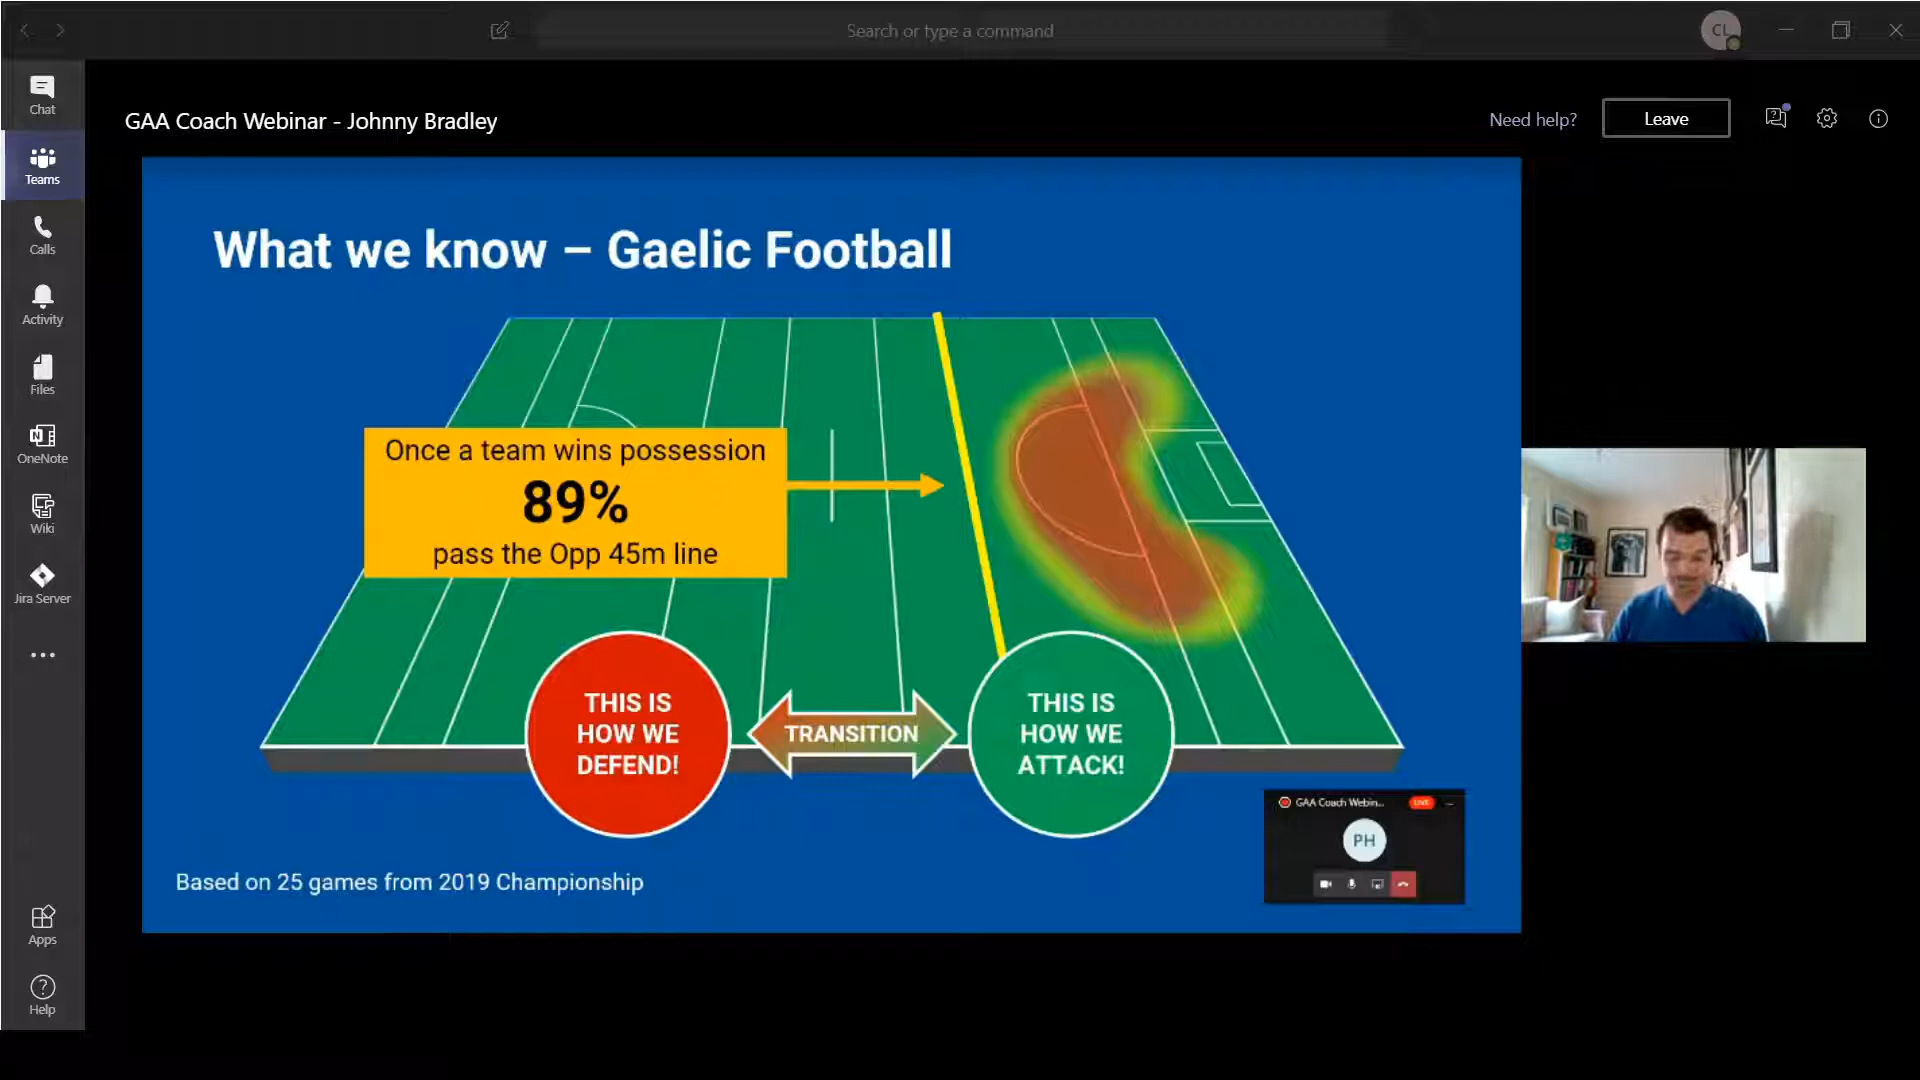 Search or type a command
CL
Chat
Teams
Calls
Activity
Files
OneNote
Wiki
Jira Server
Apps
Help
GAA Coach Webinar - Johnny Bradley
Need help?
Leave
What we know – Gaelic Football
Once a team wins possession
89%
pass the Opp 45m line
THIS IS
HOW WE
DEFEND!
TRANSITION
THIS IS
HOW WE
ATTACK!
Based on 25 games from 2019 Championship
GAA Coach Webin...
LIVE
PH